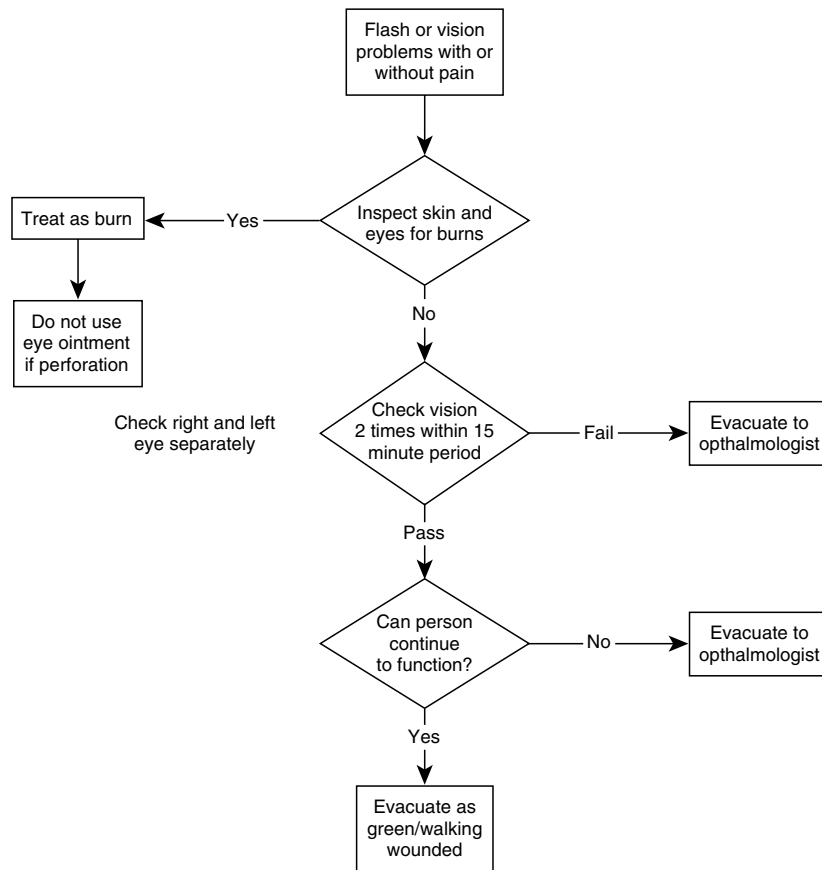 Flash or vision
problems with or
without pain
Inspect skin and
eyes for burns
Yes
Treat as burn
Do not use
eye ointment
if perforation
No
Check right and left
eye separately
Check vision
2 times within 15
minute period
Fail
Evacuate to
opthalmologist
Pass
Can person
continue
to function?
No
Evacuate to
opthalmologist
Yes
Evacuate as
green/walking
wounded